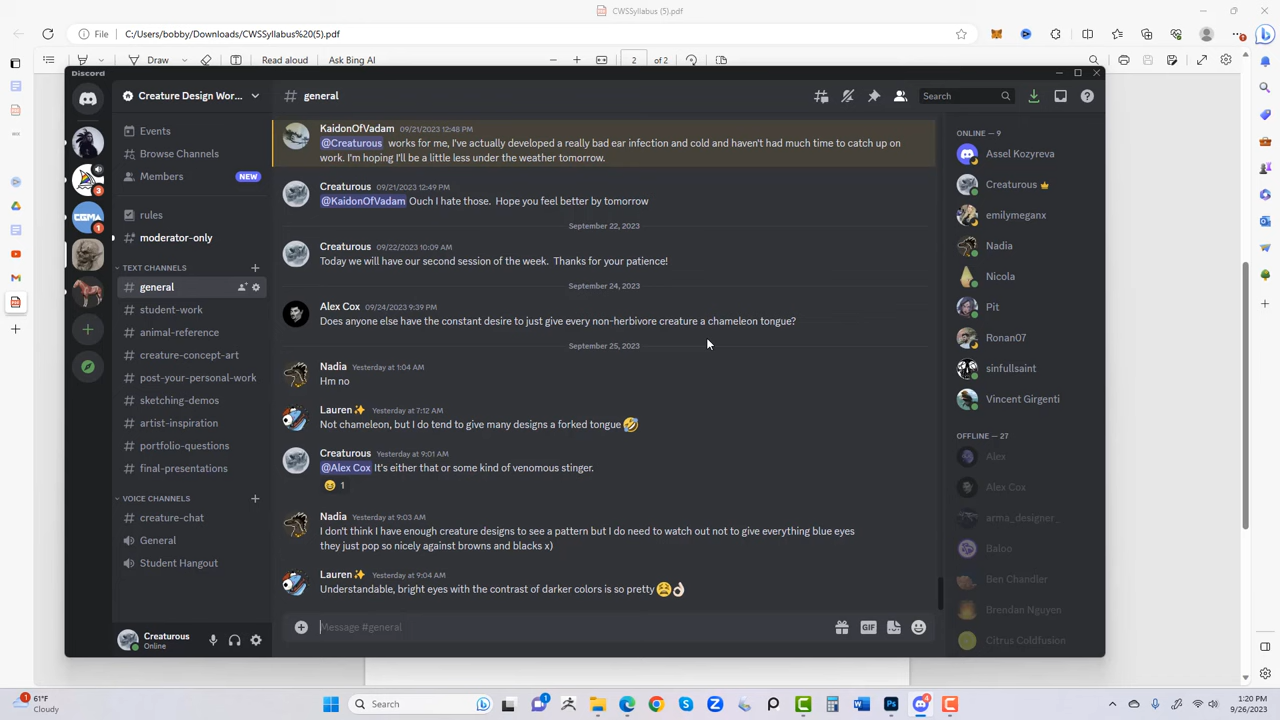 CWSSyllabus (5).pdf
File
C:/Users/bobby/Downloads/CWSSyllabus%20(5).pdf
Draw
Read aloud
Ask Bing AI
2
of 2
Discord
Creature Design Wor...
general
Search
Events
Browse Channels
Members
NEW
rules
moderator-only
TEXT CHANNELS
general
student-work
animal-reference
creature-concept-art
post-your-personal-work
sketching-demos
artist-inspiration
portfolio-questions
final-presentations
VOICE CHANNELS
creature-chat
General
Student Hangout
Creaturous
Online
3
CGMA
1
KaidonOfVadam 09/21/2023 12:48 PM
@Creaturous works for me, I've actually developed a really bad ear infection and cold and haven't had much time to catch up on
work. I'm hoping I'll be a little less under the weather tomorrow.
Creaturous 09/21/2023 12:49 PM
@KaidonOfVadam Ouch I hate those. Hope you feel better by tomorrow
September 22, 2023
Creaturous 09/22/2023 10:09 AM
Today we will have our second session of the week. Thanks for your patience!
September 24, 2023
Alex Cox 09/24/2023 9:39 PM
Does anyone else have the constant desire to just give every non-herbivore creature a chameleon tongue?
September 25, 2023
Nadia Yesterday at 1:04 AM
Hm no
Lauren✨ Yesterday at 7:12 AM
Not chameleon, but I do tend to give many designs a forked tongue 🤣
Creaturous Yesterday at 9:01 AM
@Alex Cox It's either that or some kind of venomous stinger.
1
Nadia Yesterday at 9:03 AM
I don't think I have enough creature designs to see a pattern but I do need to watch out not to give everything blue eyes
they just pop so nicely against browns and blacks x)
Lauren✨ Yesterday at 9:04 AM
Understandable, bright eyes with the contrast of darker colors is so pretty 😩👌🏻
Message #general
GIF
ONLINE — 9
Assel Kozyreva
Creaturous
emilymeganx
Nadia
Nicola
Pit
Ronan07
sinfullsaint
Vincent Girgenti
OFFLINE — 27
Alex
Alex Cox
arma_designer_
Baloo
Ben Chandler
Brendan Nguyen
Citrus Coldfusion
1
61°F
Cloudy
Search
1
4
1:20 PM
9/26/2023